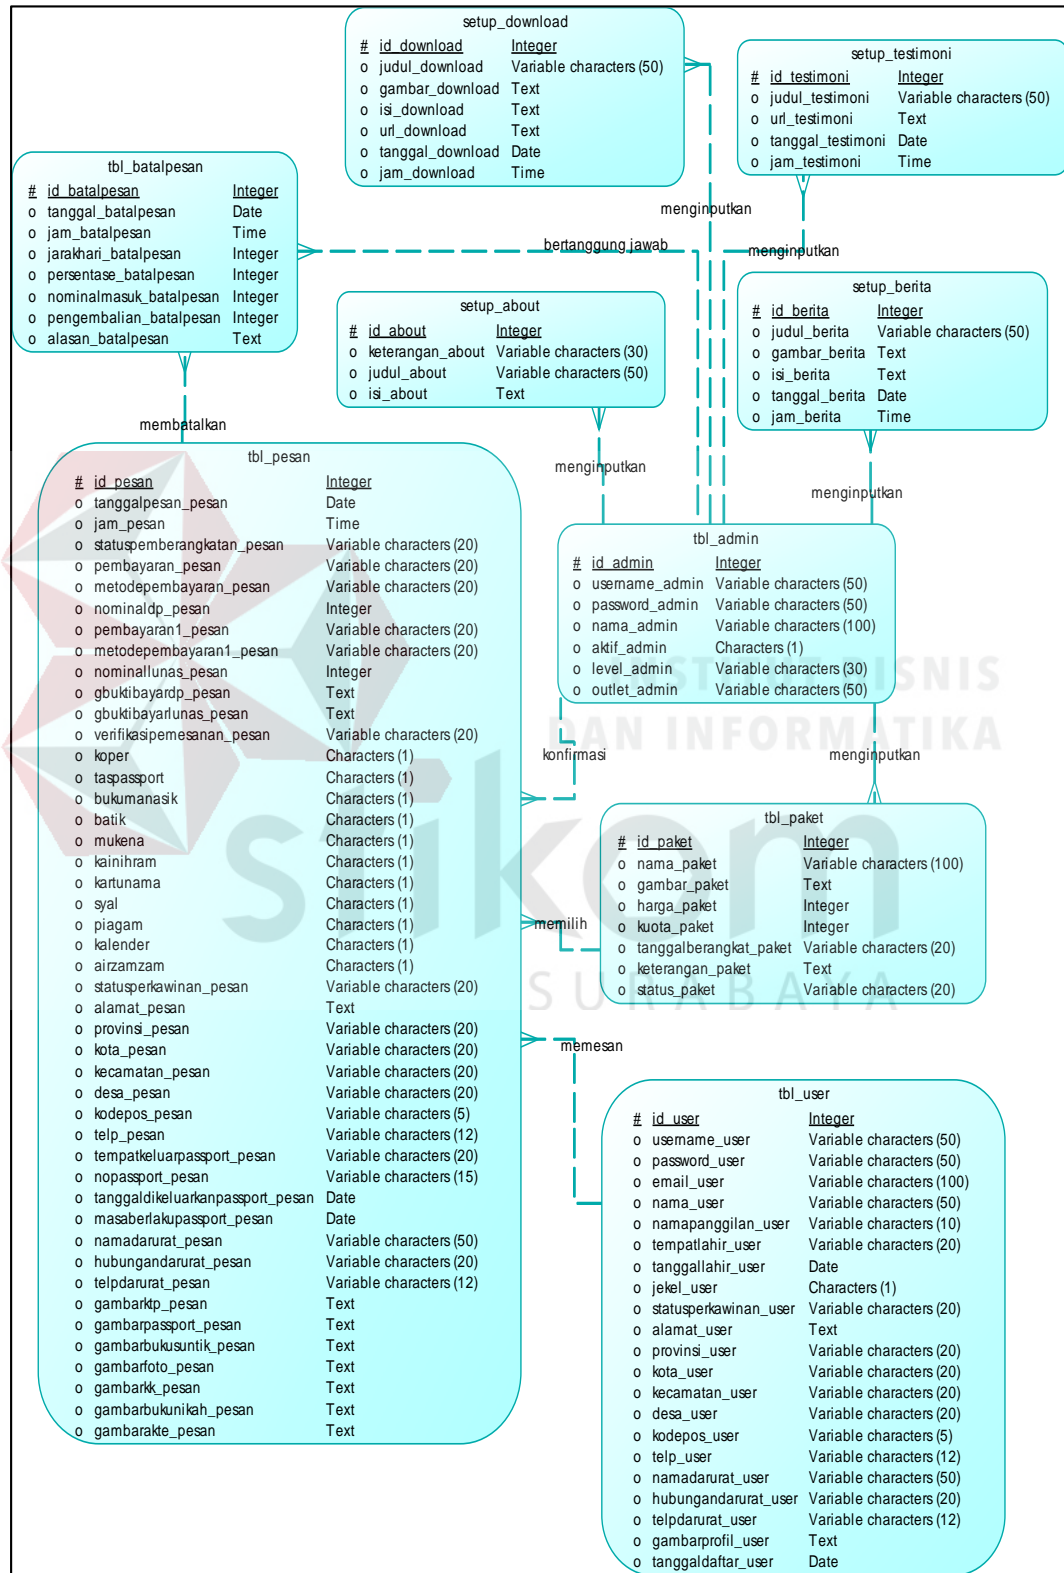 setup_download
# id_download Integer
o judul_download Variable characters (50)
o gambar_download Text
o isi_download Text
o url_download Text
o tanggal_download Date
o jam_download Time
setup_testimoni
# id_testimoni Integer
o judul_testimoni Variable characters (50)
o url_testimoni Text
o tanggal_testimoni Date
o jam_testimoni Time
tbl_batalpesan
# id_batalpesan Integer
o tanggal_batalpesan Date
o jam_batalpesan Time
o jarakhari_batalpesan Integer
o persentase_batalpesan Integer
o nominalmasuk_batalpesan Integer
o pengembalian_batalpesan Integer
o alasan_batalpesan Text
menginputkan
bertanggung jawab
menginputkan
setup_about
# id_about Integer
o keterangan_about Variable characters (30)
o judul_about Variable characters (50)
o isi_about Text
setup_berita
# id_berita Integer
o judul_berita Variable characters (50)
o gambar_berita Text
o isi_berita Text
o tanggal_berita Date
o jam_berita Time
membatalkan
menginputkan
menginputkan
tbl_pesan
# id_pesan Integer
o tanggalpesan_pesan Date
o jam_pesan Time
o statuspemberangkatan_pesan Variable characters (20)
o pembayaran_pesan Variable characters (20)
o metodepembayaran_pesan Variable characters (20)
o nominaldp_pesan Integer
o pembayaran1_pesan Variable characters (20)
o metodepembayaran1_pesan Variable characters (20)
o nominallunas_pesan Integer
o gbuktibayardp_pesan Text
o gbuktibayarlunas_pesan Text
o verifikasipemesanan_pesan Variable characters (20)
o koper Characters (1)
o taspassport Characters (1)
o bukumanasik Characters (1)
o batik Characters (1)
o mukena Characters (1)
o kainihram Characters (1)
o kartunama Characters (1)
o syal Characters (1)
o piagam Characters (1)
o kalender Characters (1)
o airzamzam Characters (1)
o statusperkawinan_pesan Variable characters (20)
o alamat_pesan Text
o provinsi_pesan Variable characters (20)
o kota_pesan Variable characters (20)
o kecamatan_pesan Variable characters (20)
o desa_pesan Variable characters (20)
o kodepos_pesan Variable characters (5)
o telp_pesan Variable characters (12)
o tempatkeluarpassport_pesan Variable characters (20)
o nopassport_pesan Variable characters (15)
o tanggaldikeluarkanpassport_pesan Date
o masaberlakupassport_pesan Date
o namadarurat_pesan Variable characters (50)
o hubungandarurat_pesan Variable characters (20)
o telpdarurat_pesan Variable characters (12)
o gambarktp_pesan Text
o gambarpassport_pesan Text
o gambarbukusuntik_pesan Text
o gambarfoto_pesan Text
o gambarkk_pesan Text
o gambarbukunikah_pesan Text
o gambarakte_pesan Text
tbl_admin
# id_admin Integer
o username_admin Variable characters (50)
o password_admin Variable characters (50)
o nama_admin Variable characters (100)
o aktif_admin Characters (1)
o level_admin Variable characters (30)
o outlet_admin Variable characters (50)
INSTITUT BISNIS
DAN INFORMATIKA
stikom
SURABAYA
konfirmasi
menginputkan
tbl_paket
# id_paket Integer
o nama_paket Variable characters (100)
o gambar_paket Text
o harga_paket Integer
o kuota_paket Integer
o tanggalberangkat_paket Variable characters (20)
o keterangan_paket Text
o status_paket Variable characters (20)
memilih
memesan
tbl_user
# id_user Integer
o username_user Variable characters (50)
o password_user Variable characters (50)
o email_user Variable characters (100)
o nama_user Variable characters (50)
o namapanggilan_user Variable characters (10)
o tempatlahir_user Variable characters (20)
o tanggallahir_user Date
o jekel_user Characters (1)
o statusperkawinan_user Variable characters (20)
o alamat_user Text
o provinsi_user Variable characters (20)
o kota_user Variable characters (20)
o kecamatan_user Variable characters (20)
o desa_user Variable characters (20)
o kodepos_user Variable characters (5)
o telp_user Variable characters (12)
o namadarurat_user Variable characters (50)
o hubungandarurat_user Variable characters (20)
o telpdarurat_user Variable characters (12)
o gambarprofil_user Text
o tanggaldaftar_user Date